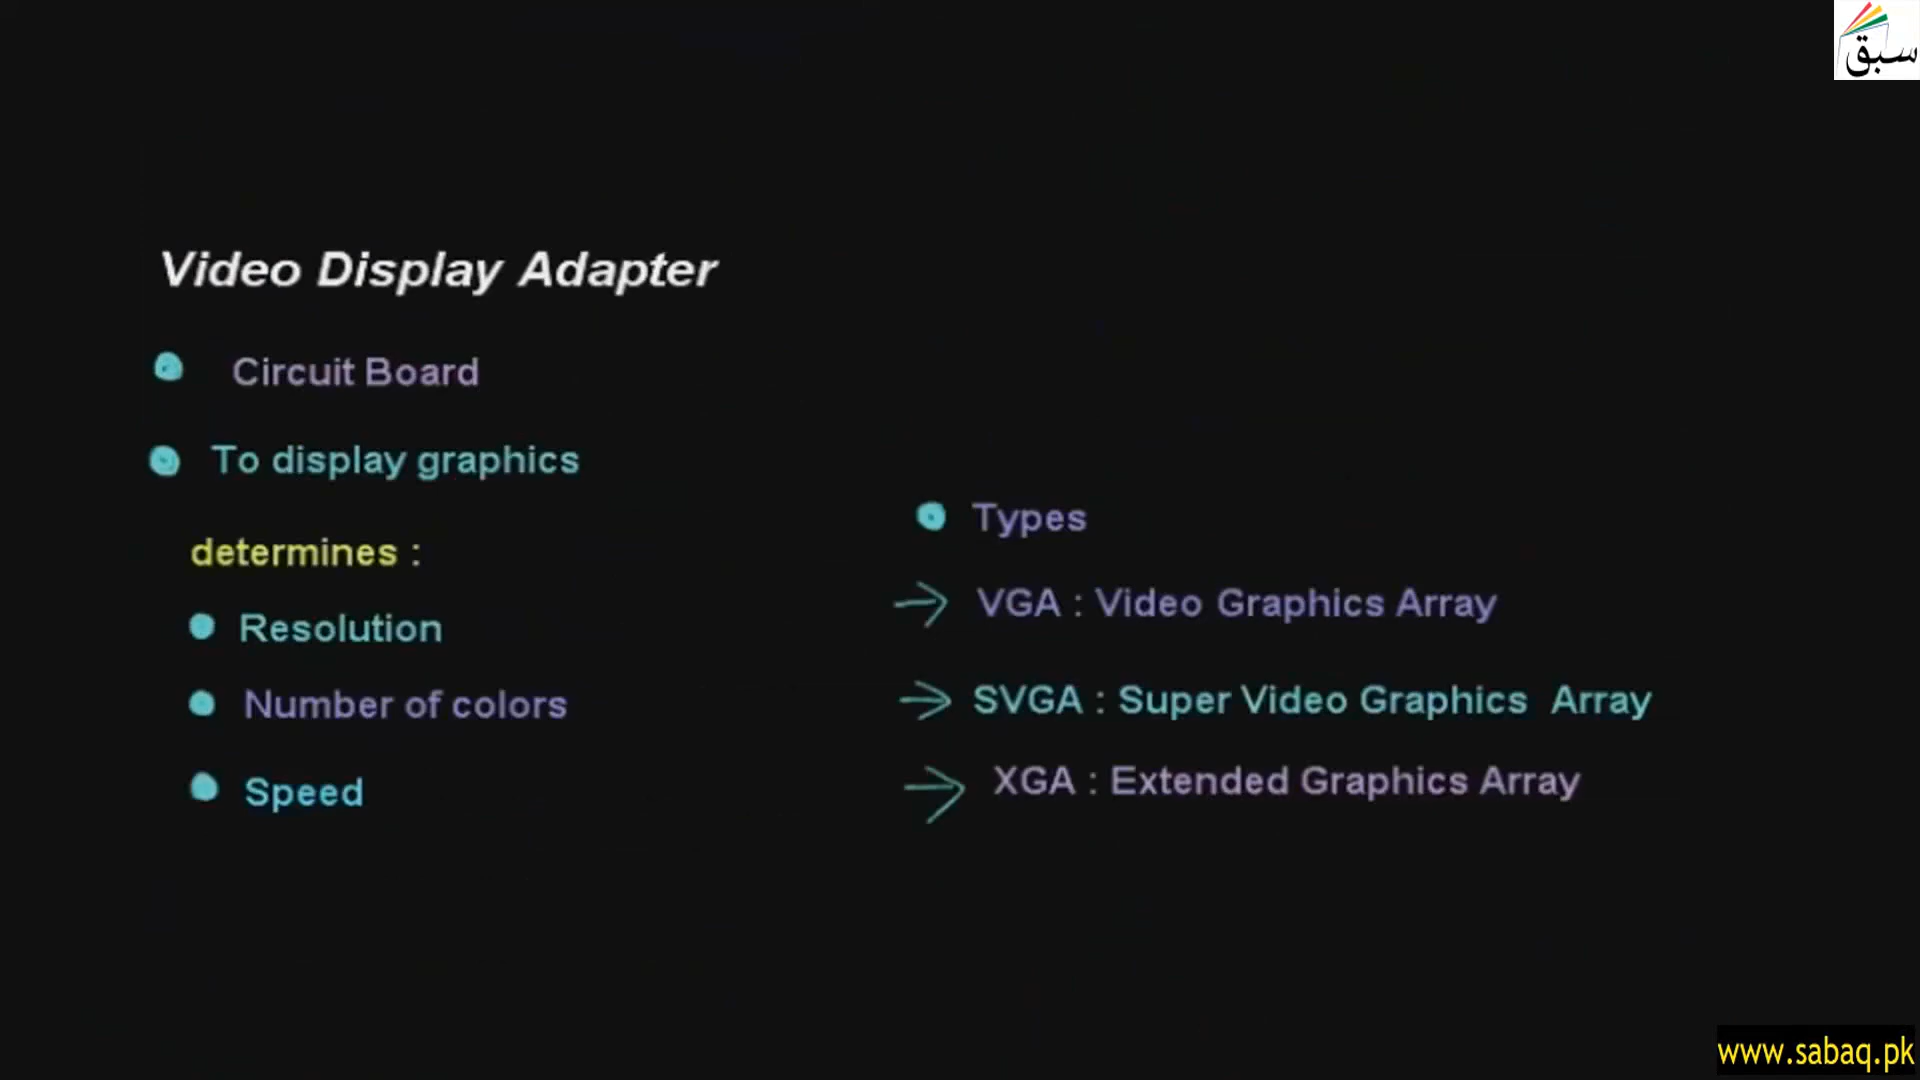 سبق
Video Display Adapter
Circuit Board
To display graphics
determines :
Resolution
Number of colors
Speed
Types
VGA : Video Graphics Array
SVGA : Super Video Graphics Array
XGA : Extended Graphics Array
www.sabaq.pk